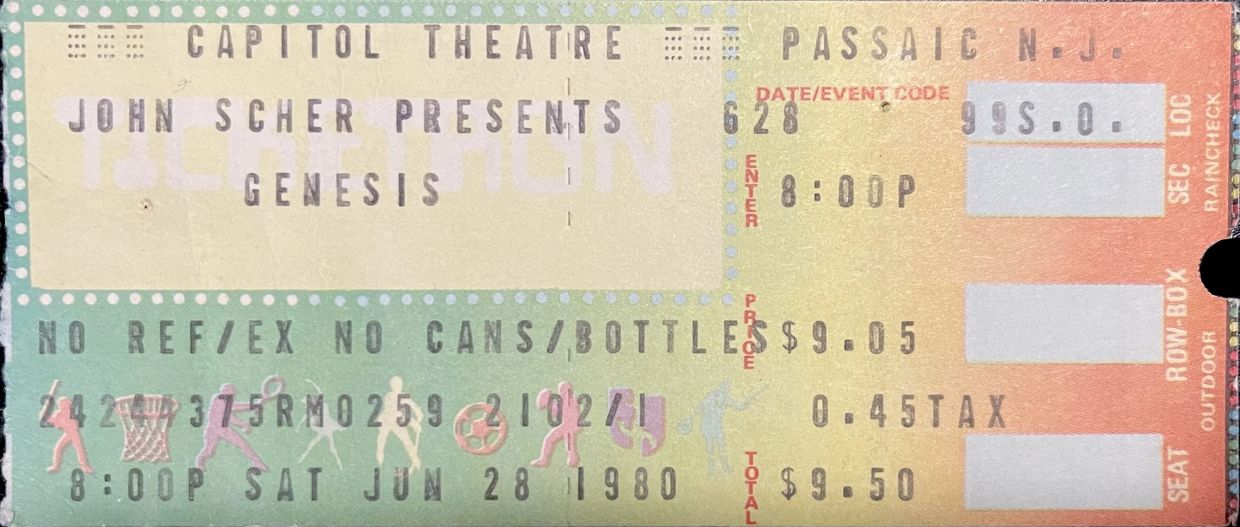 CAPITOL THEATRE PASSAIC N.J.
DATE/EVENT CODE
JOHN SCHER PRESENTS 628 99S.O.
TICKETRON
GENESIS
ENTER 8:00P
NO REF/EX NO CANS/BOTTLES
PRICE $9.05
24244375RM0259 2102/1 0.45TAX
8:00P SAT JUN 28 1980
TOTAL $9.50
LOC
SEC
ROW-BOX
SEAT
RAINCHECK
OUTDOOR